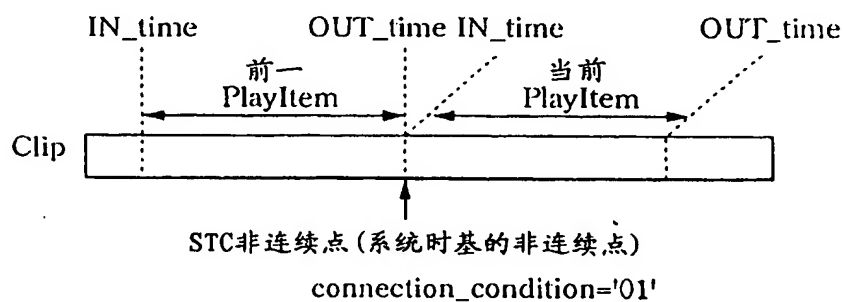 IN_time OUT_time IN_time OUT_time
前一 当前
PlayItem PlayItem
Clip
STC非连续点(系统时基的非连续点)
connection_condition='01'